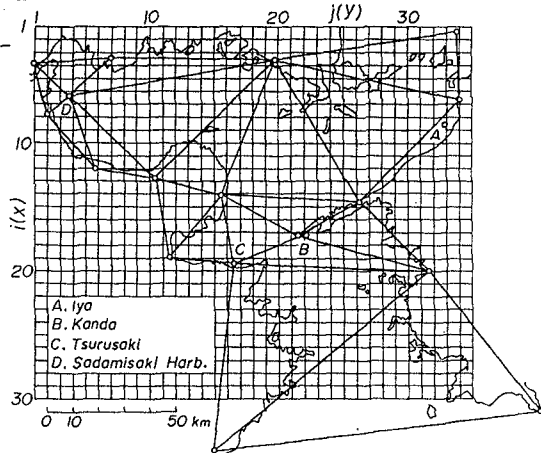 1 10 20 j(y) 30
1
D
A
10
i(x)
B
C
20
A. Iya
B. Kanda
C. Tsurusaki
D. Sadamisaki Harb.
30
0 10 50 km